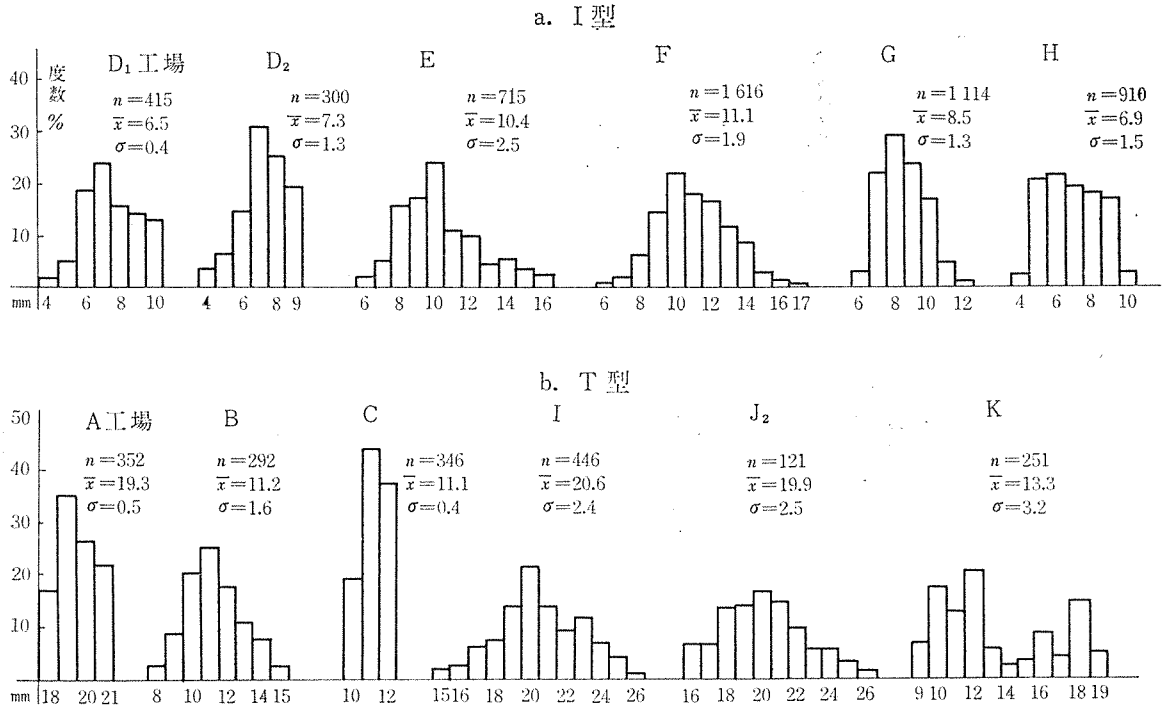 a. I型
40
30
20
10
度数 %
D₁工場
n=415
x̄=6.5
σ=0.4
D₂
n=300
x̄=7.3
σ=1.3
E
n=715
x̄=10.4
σ=2.5
F
n=1 616
x̄=11.1
σ=1.9
G
n=1 114
x̄=8.5
σ=1.3
H
n=910
x̄=6.9
σ=1.5
mm 4 6 8 10 4 6 8 9 6 8 10 12 14 16 6 8 10 12 14 16 17 6 8 10 12 4 6 8 10
b. T型
50
40
30
20
10
A工場
n=352
x̄=19.3
σ=0.5
B
n=292
x̄=11.2
σ=1.6
C
n=346
x̄=11.1
σ=0.4
I
n=446
x̄=20.6
σ=2.4
J₂
n=121
x̄=19.9
σ=2.5
K
n=251
x̄=13.3
σ=3.2
mm 18 20 21 8 10 12 14 15 10 12 15 16 18 20 22 24 26 16 18 20 22 24 26 9 10 12 14 16 18 19